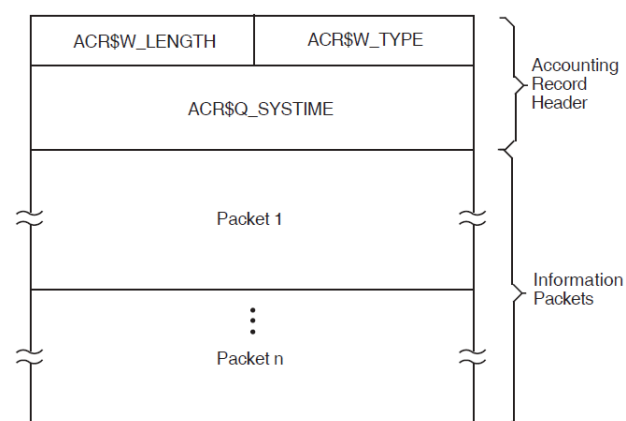 ACR$W_LENGTH
ACR$W_TYPE
Accounting
Record
Header
ACR$Q_SYSTIME
Packet 1
Information
Packets
Packet n